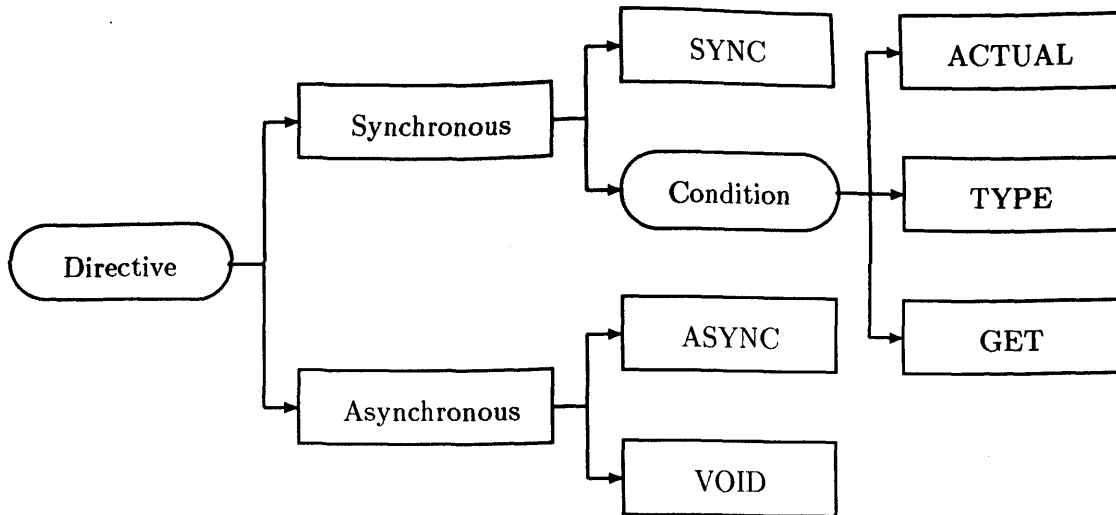 SYNC
ACTUAL
Synchronous
Condition
TYPE
Directive
ASYNC
GET
Asynchronous
VOID